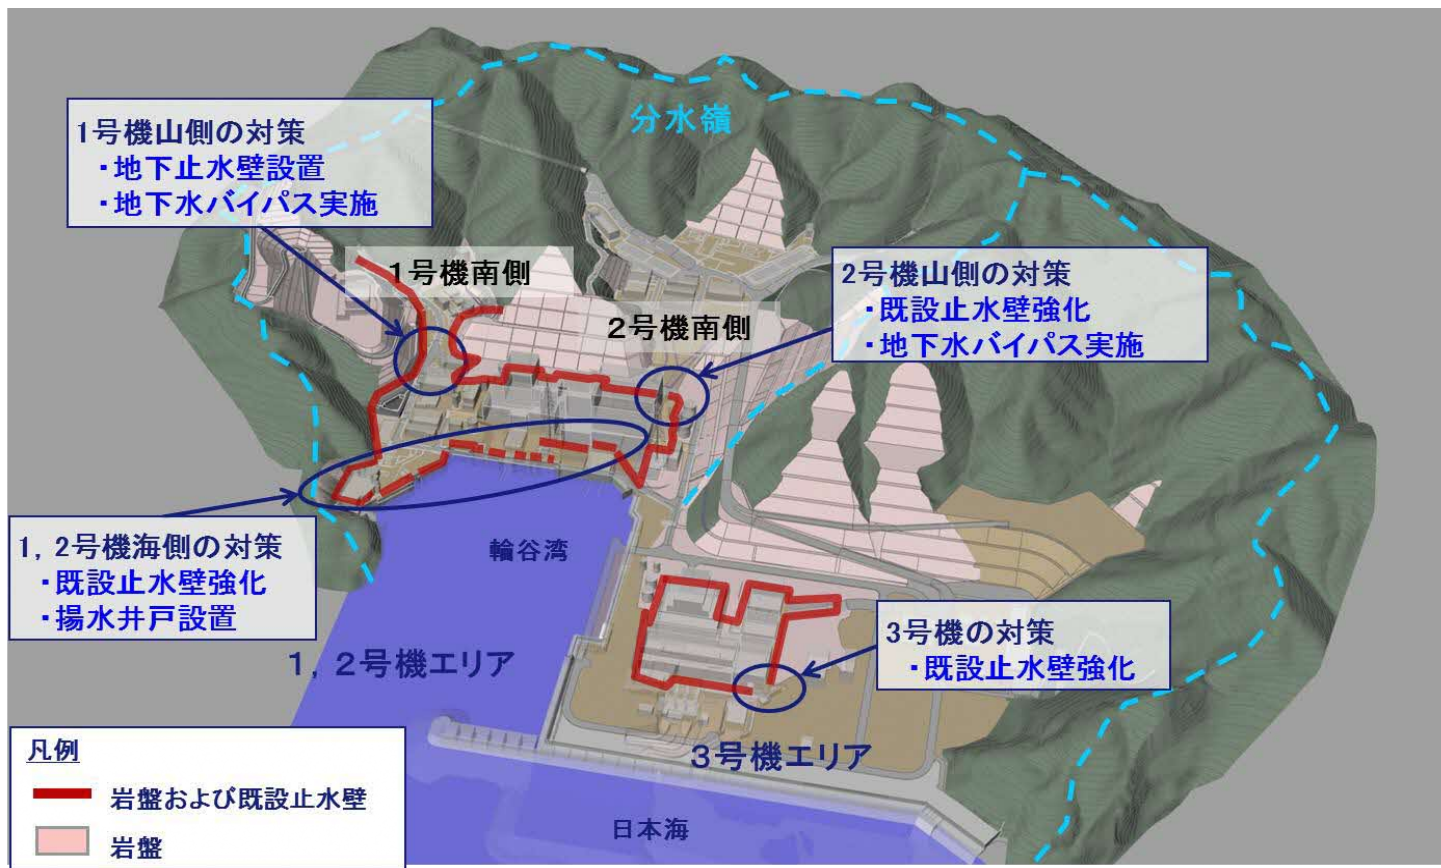 分水嶺
1号機山側の対策
・地下止水壁設置
・地下水バイパス実施
1号機南側
2号機南側
2号機山側の対策
・既設止水壁強化
・地下水バイパス実施
1, 2号機海側の対策
・既設止水壁強化
・揚水井戸設置
輪谷湾
1, 2号機エリア
3号機の対策
・既設止水壁強化
3号機エリア
日本海
凡例
岩盤および既設止水壁
岩盤